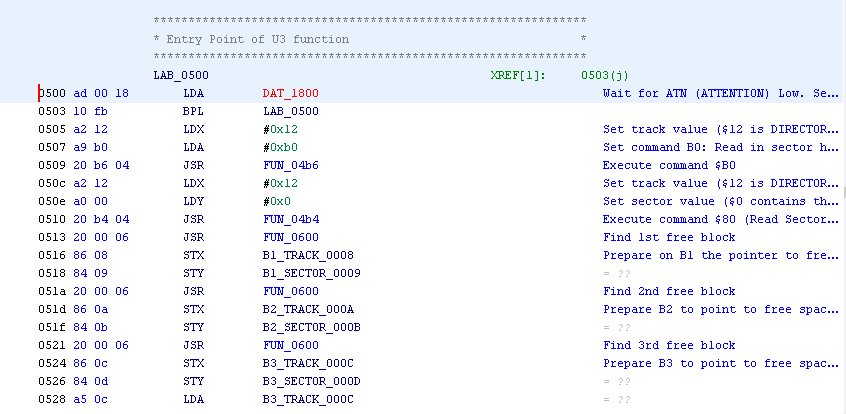 ***************************************************************
* Entry Point of U3 function *
***************************************************************
LAB_0500 XREF[1]: 0503(j)
0500 ad 00 18 LDA DAT_1800 Wait for ATN (ATTENTION) Low. Se...
0503 10 fb BPL LAB_0500
0505 a2 12 LDX #0x12 Set track value ($12 is DIRECTOR...
0507 a9 b0 LDA #0xb0 Set command B0: Read in sector h...
0509 20 b6 04 JSR FUN_04b6 Execute command $B0
050c a2 12 LDX #0x12 Set track value ($12 is DIRECTOR...
050e a0 00 LDY #0x0 Set sector value ($0 contains th...
0510 20 b4 04 JSR FUN_04b4 Execute command $80 (Read Sector...
0513 20 00 06 JSR FUN_0600 Find 1st free block
0516 86 08 STX B1_TRACK_0008 Prepare on B1 the pointer to fre...
0518 84 09 STY B1_SECTOR_0009 = ??
051a 20 00 06 JSR FUN_0600 Find 2nd free block
051d 86 0a STX B2_TRACK_000A Prepare B2 to point to free spac...
051f 84 0b STY B2_SECTOR_000B = ??
0521 20 00 06 JSR FUN_0600 Find 3rd free block
0524 86 0c STX B3_TRACK_000C Prepare B3 to point to free spac...
0526 84 0d STY B3_SECTOR_000D = ??
0528 a5 0c LDA B3_TRACK_000C = ??